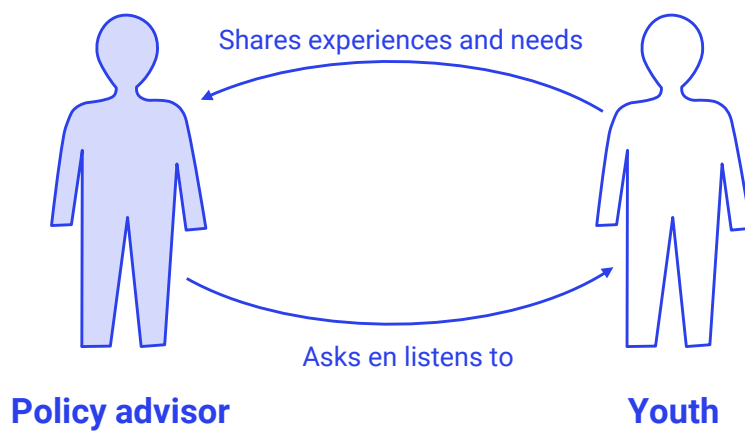 Shares experiences and needs
Asks en listens to
Policy advisor
Youth